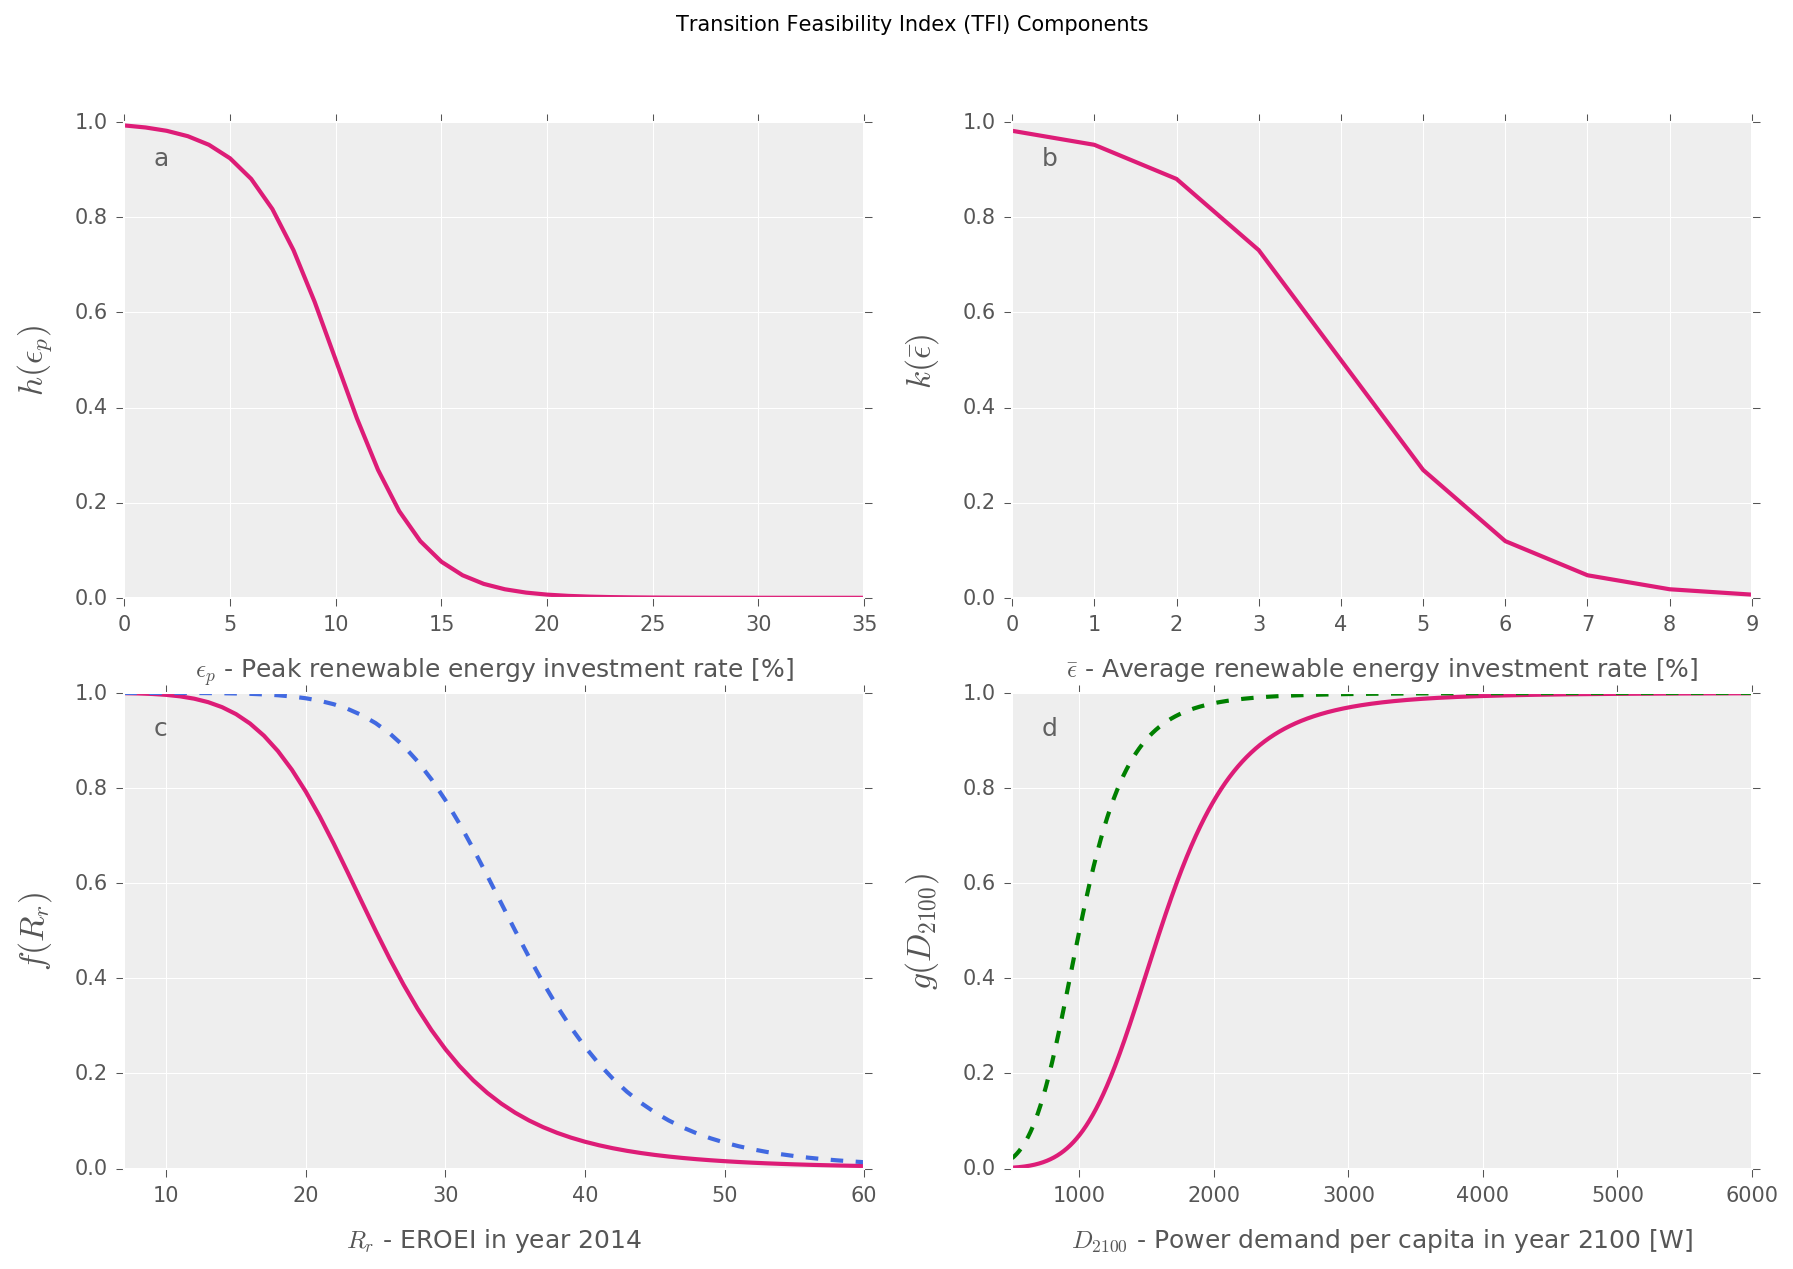 Transition Feasibility Index (TFI) Components
1.0
0.8
0.6
0.4
0.2
0.0
h(ϵₚ)
a
0 5 10 15 20 25 30 35
ϵₚ - Peak renewable energy investment rate [%]
1.0
0.8
0.6
0.4
0.2
0.0
k(ϵ̄)
b
0 1 2 3 4 5 6 7 8 9
ϵ̄ - Average renewable energy investment rate [%]
1.0
0.8
0.6
0.4
0.2
0.0
f(Rᵣ)
c
10 20 30 40 50 60
Rᵣ - EROEI in year 2014
1.0
0.8
0.6
0.4
0.2
0.0
g(D₂₁₀₀)
d
1000 2000 3000 4000 5000 6000
D₂₁₀₀ - Power demand per capita in year 2100 [W]